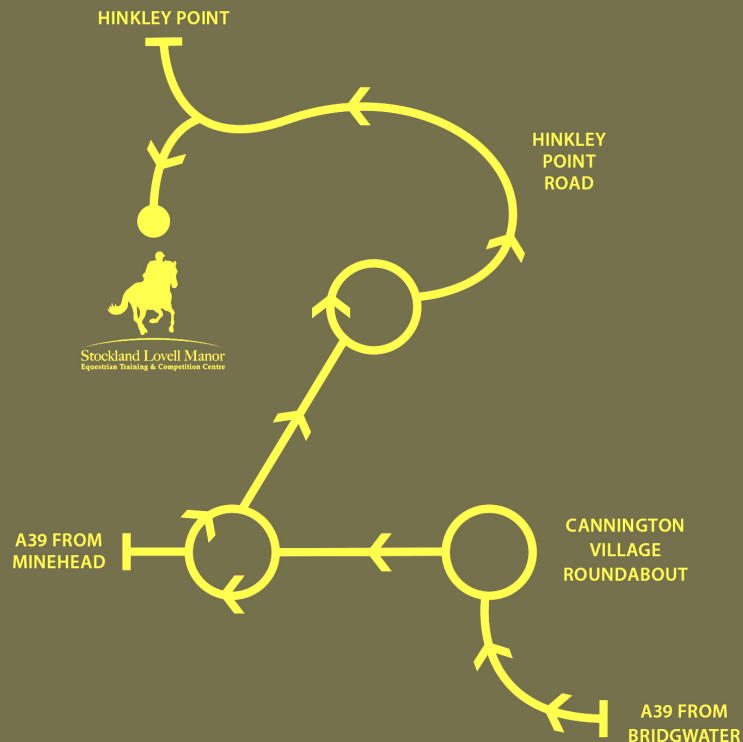 HINKLEY POINT
HINKLEY
POINT
ROAD
Stockland Lovell Manor
Equestrian Training & Competition Centre
A39 FROM
MINEHEAD
CANNINGTON
VILLAGE
ROUNDABOUT
A39 FROM
BRIDGWATER